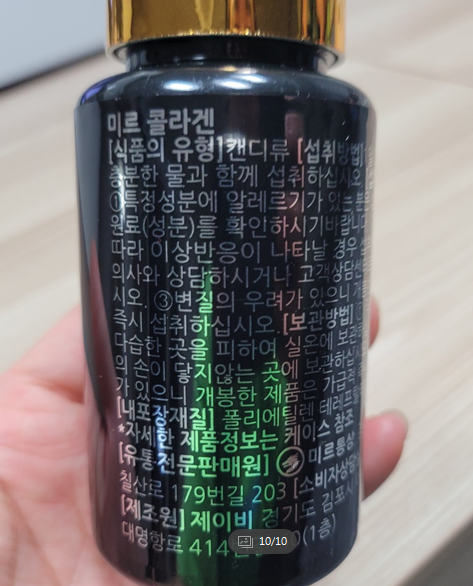 미르 콜라겐
[식품의 유형]캔디류 [섭취방법]
충분한 물과 함께 섭취하십시오.
①특정성분에 알레르기가 있는
원료(성분)를 확인하시기바랍니다
따라 이상반응이 나타날 경우
의사와 상담하시거나 고객상담
시오. ③변질의 우려가 있으니 개
즉시 섭취하십시오. [보관방법]
다습한 곳을 피하여 실온에 보관
의 손이 닿지않는 곳에 보관하십
가 있으니 개봉한 제품은 가급적
[내포장재질] 폴리에틸렌 테레프
*자세한 제품정보는 케이스 참조
[유통전문판매원] 미르통상
칠산로 179번길 203 [소비자상담
[제조원] 제이비 경기도 김포시
대명항로 414 (1층)
10/10